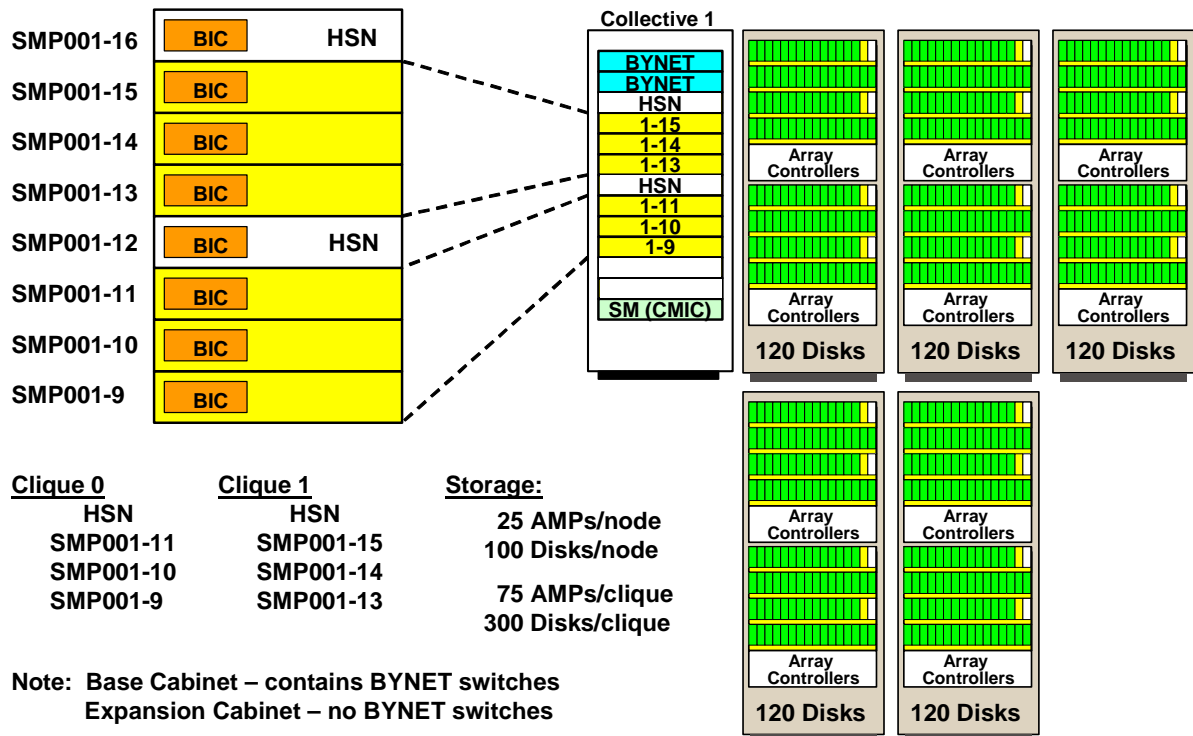 SMP001-16
BIC
HSN
SMP001-15
BIC
SMP001-14
BIC
SMP001-13
BIC
SMP001-12
BIC
HSN
SMP001-11
BIC
SMP001-10
BIC
SMP001-9
BIC
Collective 1
BYNET
BYNET
HSN
1-15
1-14
1-13
HSN
1-11
1-10
1-9
SM (CMIC)
Array
Controllers
Array
Controllers
120 Disks
Array
Controllers
Array
Controllers
120 Disks
Array
Controllers
Array
Controllers
120 Disks
Array
Controllers
Array
Controllers
120 Disks
Array
Controllers
Array
Controllers
120 Disks
Clique 0
HSN
SMP001-11
SMP001-10
SMP001-9
Clique 1
HSN
SMP001-15
SMP001-14
SMP001-13
Storage:
25 AMPs/node
100 Disks/node
75 AMPs/clique
300 Disks/clique
Note: Base Cabinet – contains BYNET switches
Expansion Cabinet – no BYNET switches